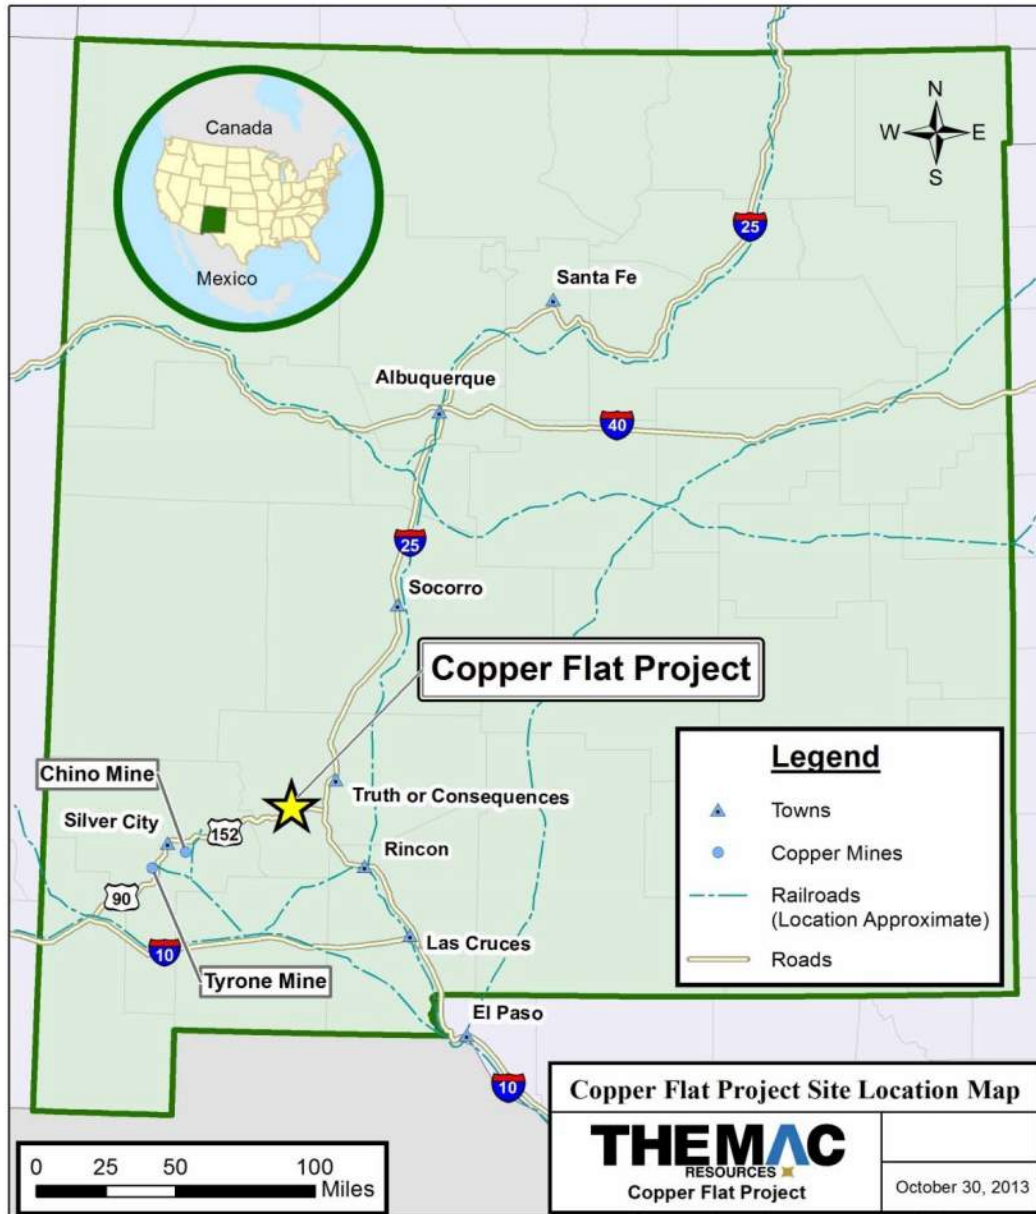 Canada
Mexico
N
W E
S
25
Santa Fe
Albuquerque
40
25
Socorro
Copper Flat Project
Chino Mine
Truth or Consequences
Silver City
152
Rincon
90
Las Cruces
10
Tyrone Mine
El Paso
10
Legend
Towns
Copper Mines
Railroads
(Location Approximate)
Roads
0 25 50 100
Miles
Copper Flat Project Site Location Map
THEMAC
RESOURCES
Copper Flat Project
October 30, 2013